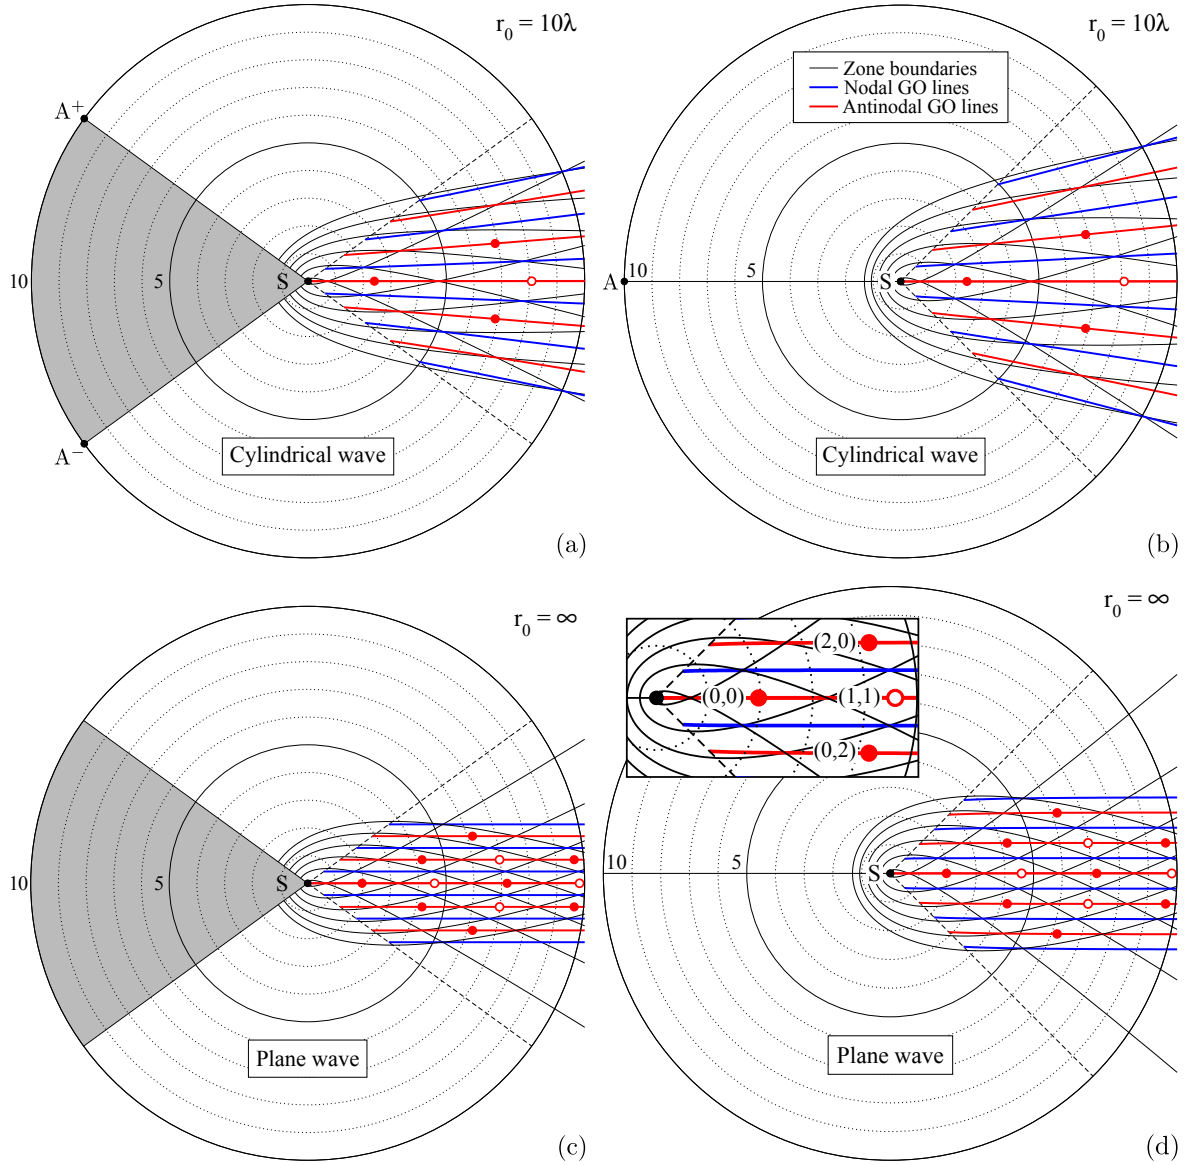 r0 = 10λ
A+
10
5
S
A−
Cylindrical wave
(a)
r0 = 10λ
Zone boundaries
Nodal GO lines
Antinodal GO lines
A
10
5
S
Cylindrical wave
(b)
r0 = ∞
10
5
S
Plane wave
(c)
r0 = ∞
(2,0)
(0,0)
(1,1)
(0,2)
10
5
S
Plane wave
(d)